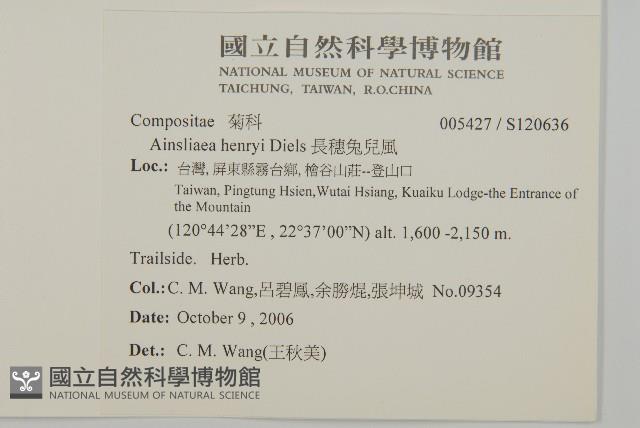 國立自然科學博物館
NATIONAL MUSEUM OF NATURAL SCIENCE
TAICHUNG, TAIWAN, R.O.CHINA
Compositae 菊科 005427 / S120636
Ainsliaea henryi Diels 長穗兔兒風
Loc.: 台灣, 屏東縣霧台鄉, 檜谷山莊--登山口
Taiwan, Pingtung Hsien,Wutai Hsiang, Kuaiku Lodge-the Entrance of
the Mountain
(120°44’28”E , 22°37’00”N) alt. 1,600 -2,150 m.
Trailside. Herb.
Col.: C. M. Wang,呂碧鳳,余勝焜,張坤城 No.09354
Date: October 9 , 2006
Det.: C. M. Wang(王秋美)
國立自然科學博物館
NATIONAL MUSEUM OF NATURAL SCIENCE